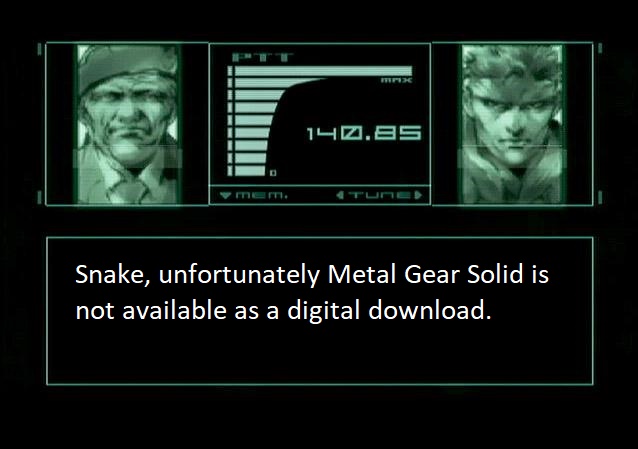 PTT
MAX
140.85
0
MEM.
TUNE
Snake, unfortunately Metal Gear Solid is
not available as a digital download.